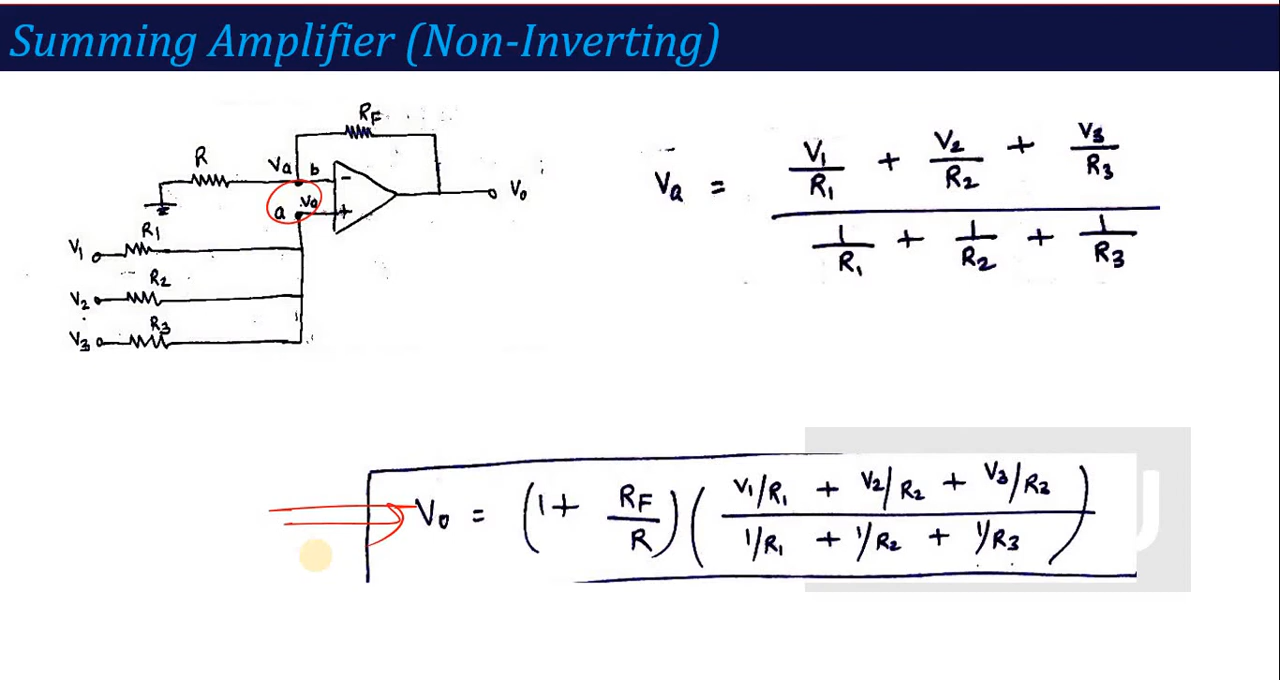 Summing Amplifier (Non-Inverting)
RF
R
Va b
-
Va
a +
Vo
R1
V1
R2
V2
R3
V3
Va = (V1/R1 + V2/R2 + V3/R3) / (1/R1 + 1/R2 + 1/R3)
Vo = (1 + RF/R) ( (V1/R1 + V2/R2 + V3/R3) / (1/R1 + 1/R2 + 1/R3) )